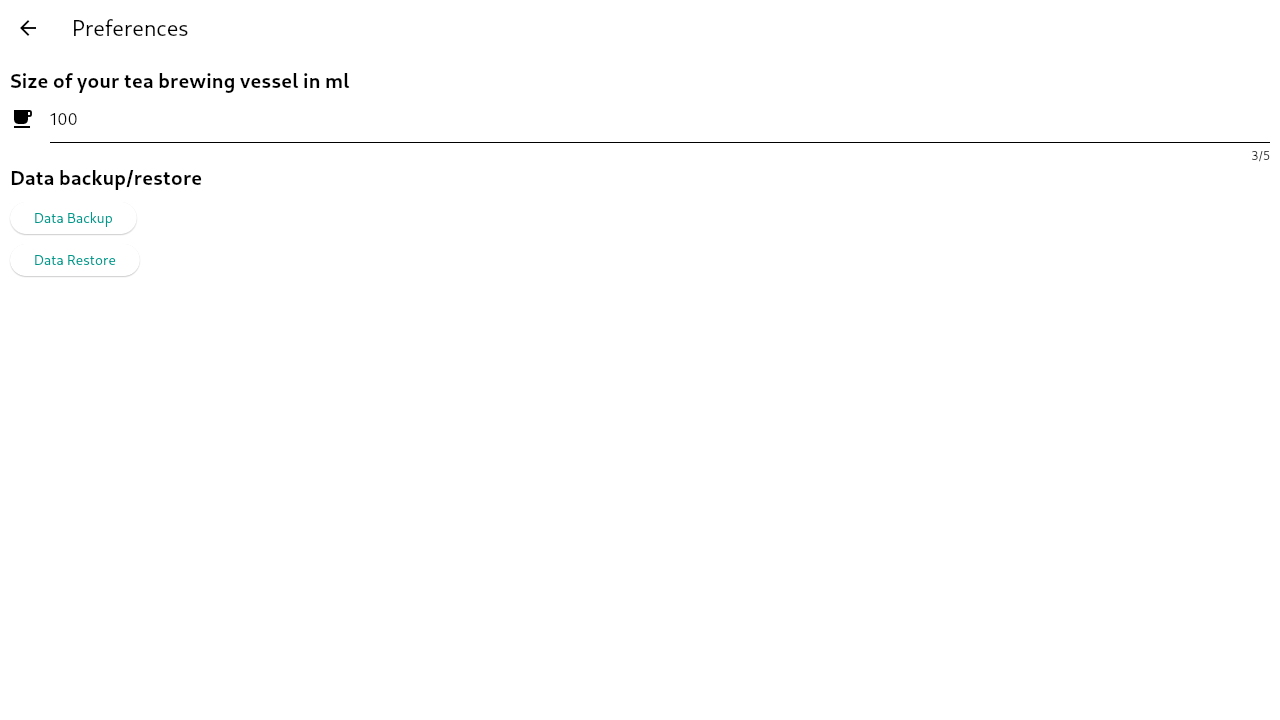 Preferences
Size of your tea brewing vessel in ml
100
3/5
Data backup/restore
Data Backup
Data Restore